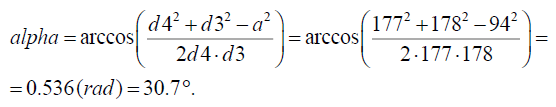 alpha = arccos((d4² + d3² − a²) / (2d4·d3)) = arccos((177² + 178² − 94²) / (2·177·178)) =
= 0.536(rad) = 30.7°.